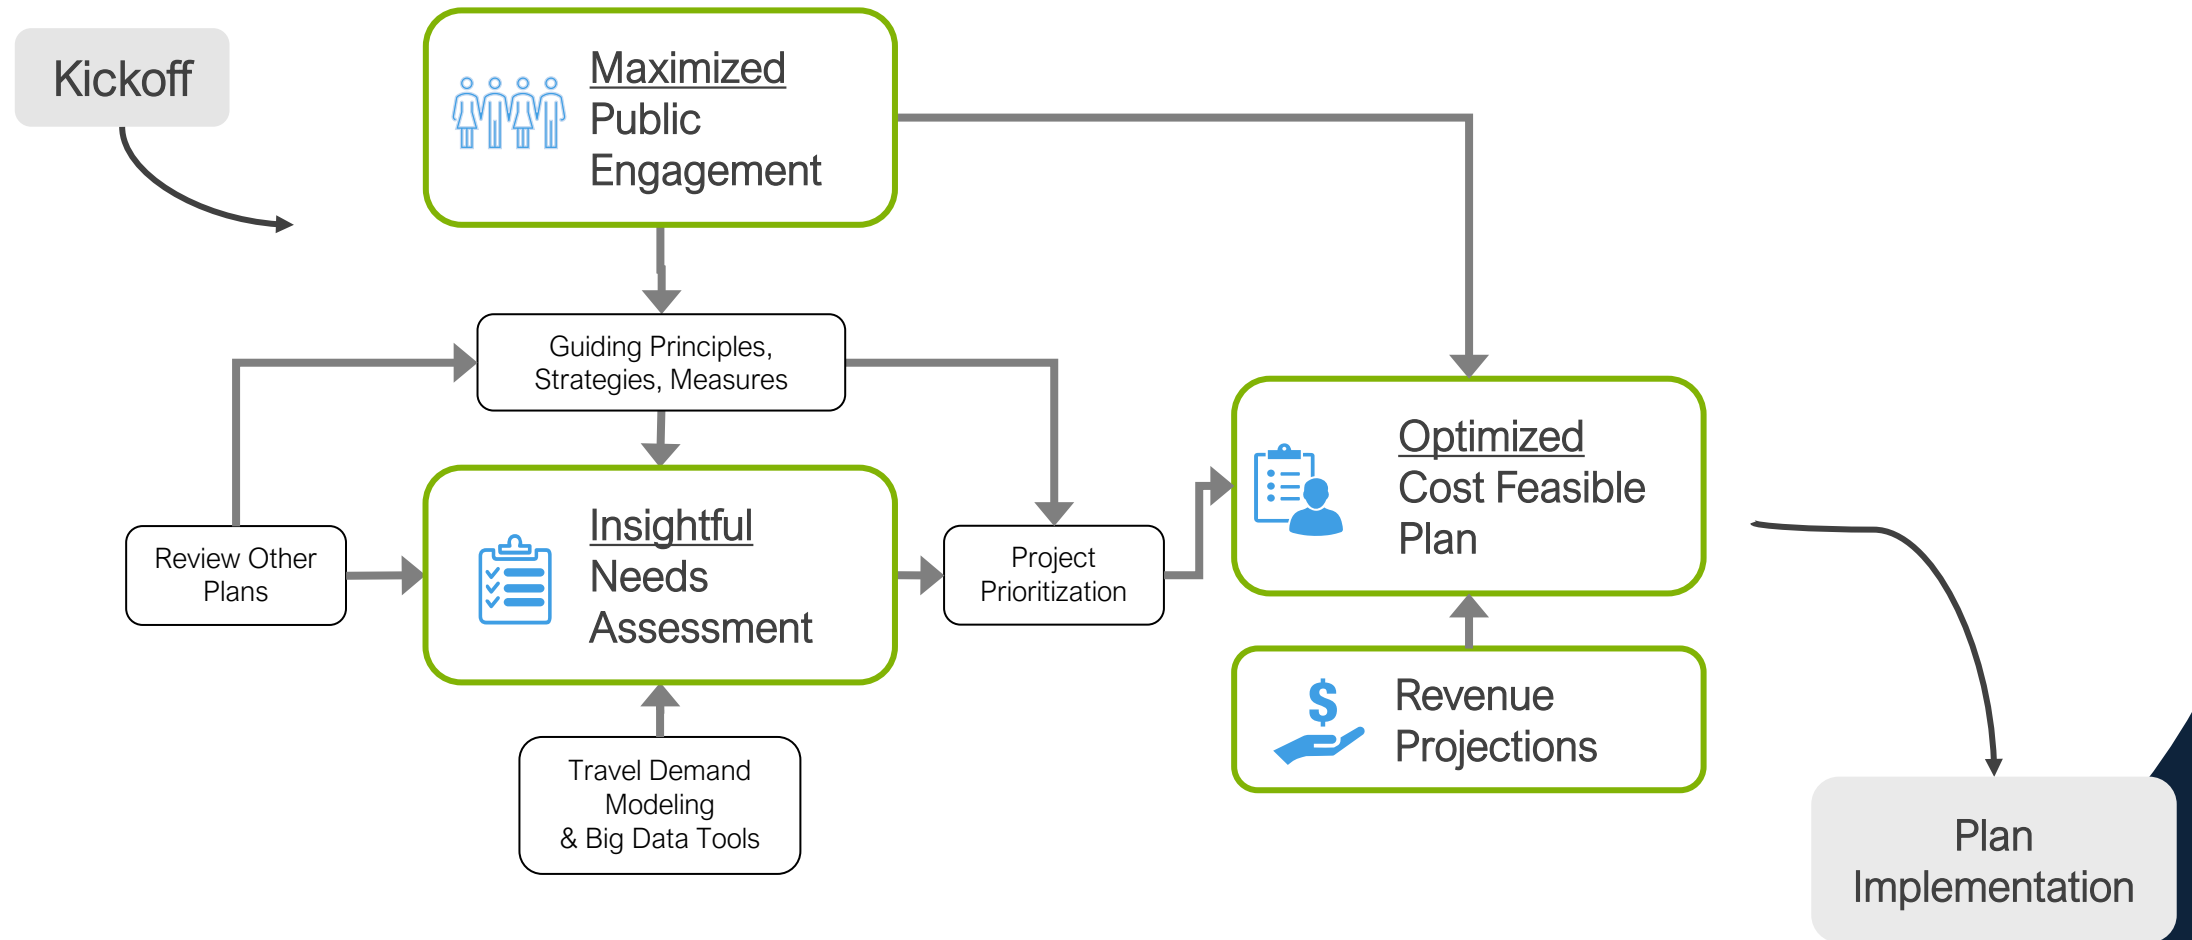 Kickoff
Maximized
Public
Engagement
Guiding Principles,
Strategies, Measures
Review Other
Plans
Insightful
Needs
Assessment
Project
Prioritization
Optimized
Cost Feasible
Plan
Travel Demand
Modeling
& Big Data Tools
$
Revenue
Projections
Plan
Implementation